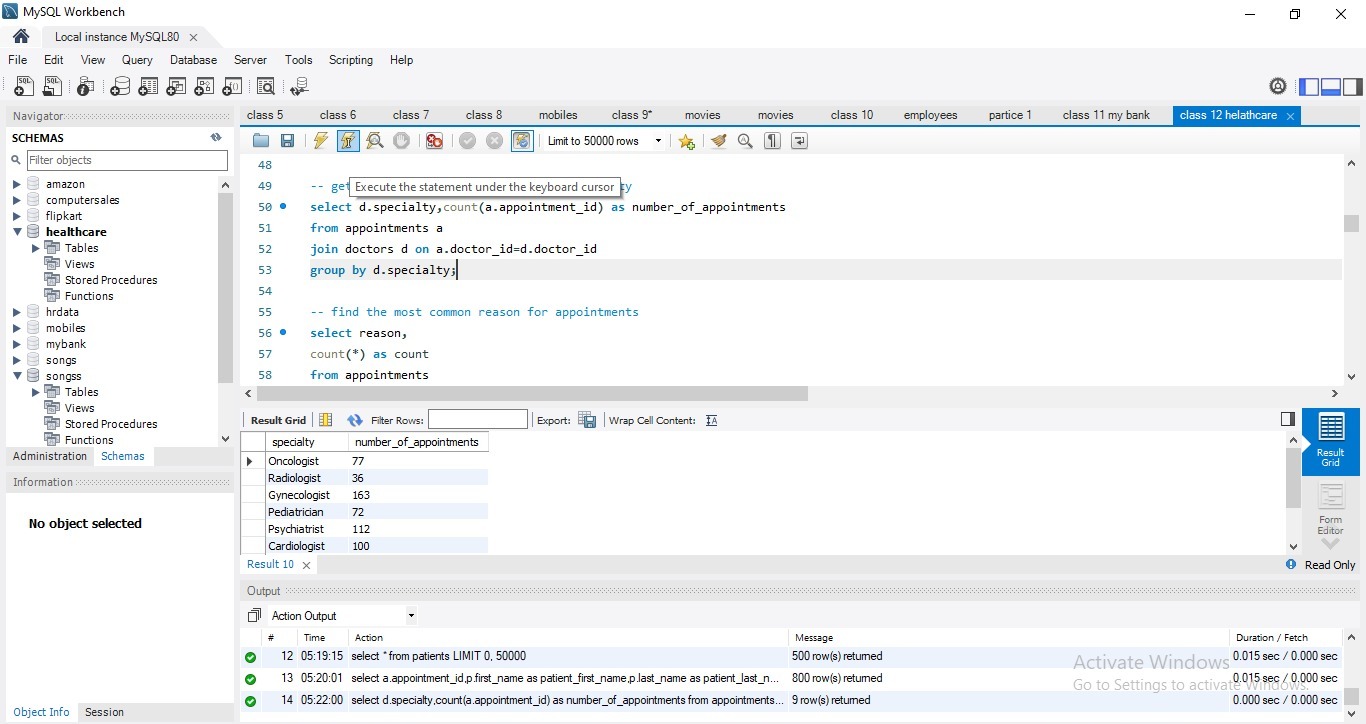 MySQL Workbench
Local instance MySQL80
File Edit View Query Database Server Tools Scripting Help
Navigator
SCHEMAS
Filter objects
amazon
computersales
flipkart
healthcare
Tables
Views
Stored Procedures
Functions
hrdata
mobiles
mybank
songs
songss
Tables
Views
Stored Procedures
Functions
Administration Schemas
Information
No object selected
Object Info Session
class 5 class 6 class 7 class 8 mobiles class 9* movies movies class 10 employees partice 1 class 11 my bank class 12 helathcare
Limit to 50000 rows
48
49 -- get
Execute the statement under the keyboard cursor
50 select d.specialty,count(a.appointment_id) as number_of_appointments
51 from appointments a
52 join doctors d on a.doctor_id=d.doctor_id
53 group by d.specialty;
54
55 -- find the most common reason for appointments
56 select reason,
57 count(*) as count
58 from appointments
Result Grid Filter Rows: Export: Wrap Cell Content:
specialty number_of_appointments
Oncologist 77
Radiologist 36
Gynecologist 163
Pediatrician 72
Psychiatrist 112
Cardiologist 100
Result Grid
Form Editor
Result 10
Read Only
Output
Action Output
# Time Action Message Duration / Fetch
12 05:19:15 select * from patients LIMIT 0, 50000 500 row(s) returned 0.015 sec / 0.000 sec
13 05:20:01 select a.appointment_id,p.first_name as patient_first_name,p.last_name as patient_last_n... 800 row(s) returned 0.015 sec / 0.000 sec
14 05:22:00 select d.specialty,count(a.appointment_id) as number_of_appointments from appointments... 9 row(s) returned 0.000 sec / 0.000 sec
Activate Windows
Go to Settings to activate Windows.